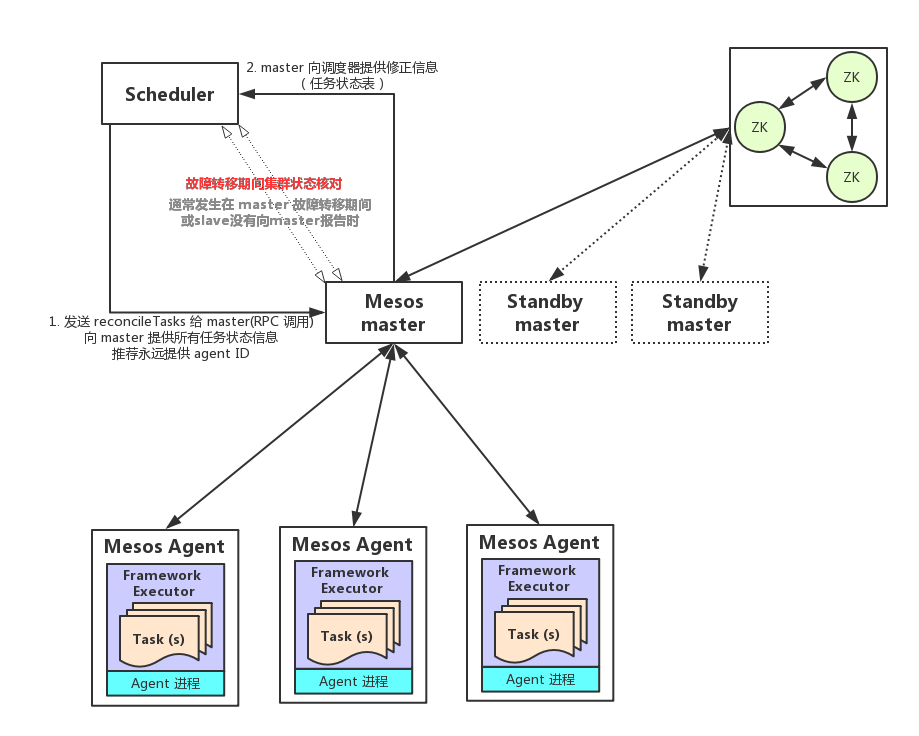 2. master 向调度器提供修正信息
（ 任务状态表 ）
Scheduler
ZK
ZK
ZK
故障转移期间集群状态核对
通常发生在 master 故障转移期间
或slave没有向master报告时
Mesos
master
Standby
master
Standby
master
1. 发送 reconcileTasks 给 master(RPC 调用)
向 master 提供所有任务状态信息
推荐永远提供 agent ID
Mesos Agent
Framework
Executor
Task (s)
Agent 进程
Mesos Agent
Framework
Executor
Task (s)
Agent 进程
Mesos Agent
Framework
Executor
Task (s)
Agent 进程